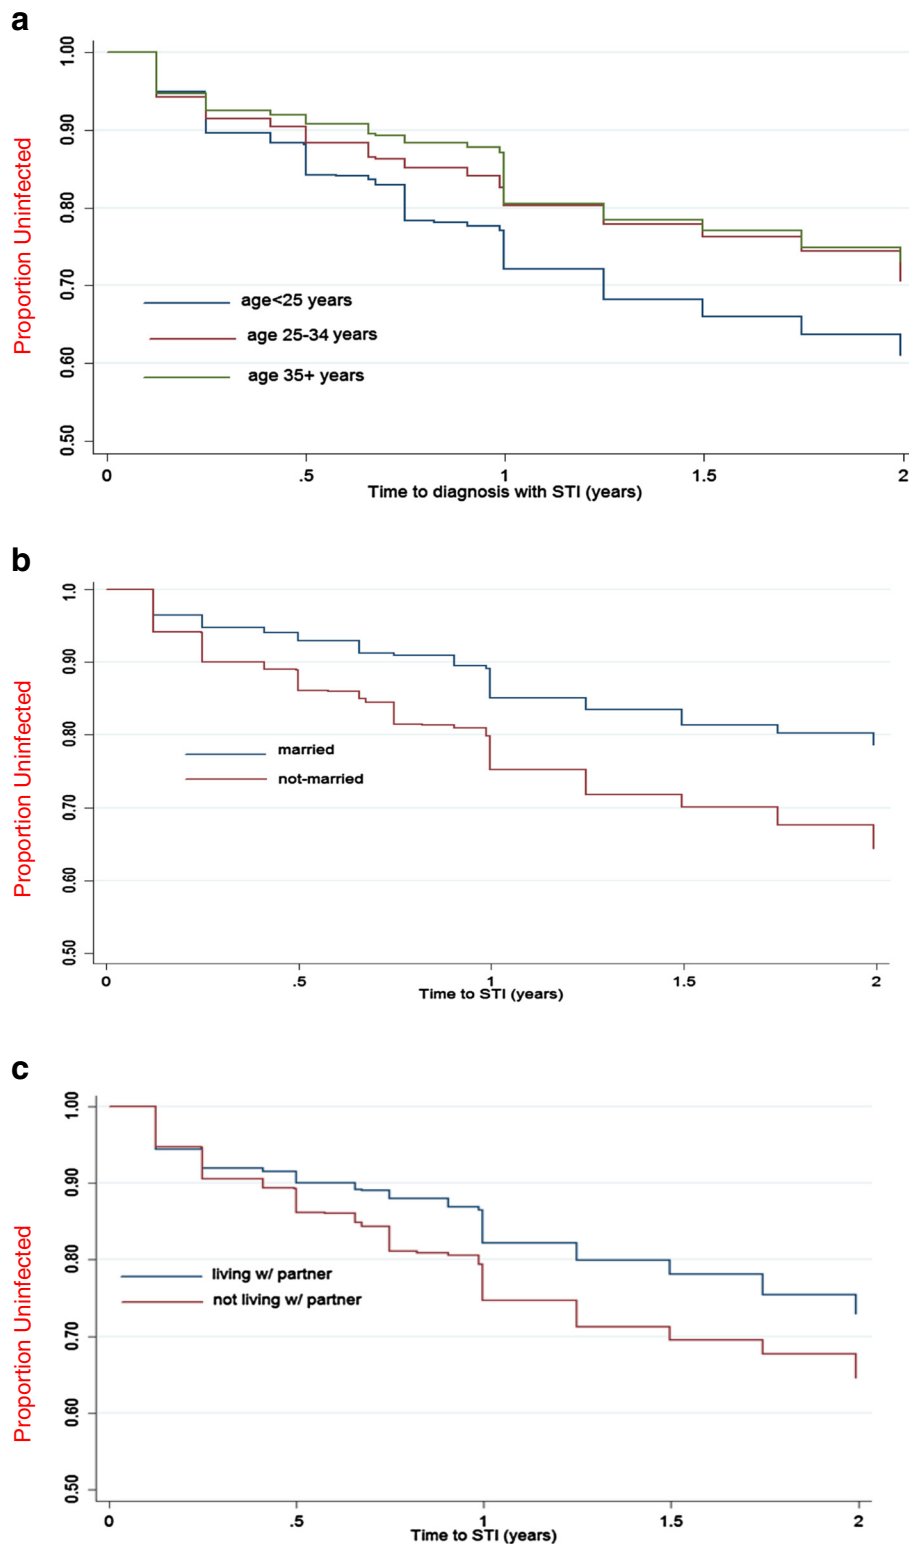 a
Proportion Uninfected
1.00
0.90
0.80
0.70
0.60
0.50
age<25 years
age 25-34 years
age 35+ years
0 .5 1 1.5 2
Time to diagnosis with STI (years)
b
Proportion Uninfected
1.0
0.90
0.80
0.70
0.60
0.50
married
not-married
0 .5 1 1.5 2
Time to STI (years)
c
Proportion Uninfected
1.00
0.90
0.80
0.70
0.60
0.50
living w/ partner
not living w/ partner
0 .5 1 1.5 2
Time to STI (years)